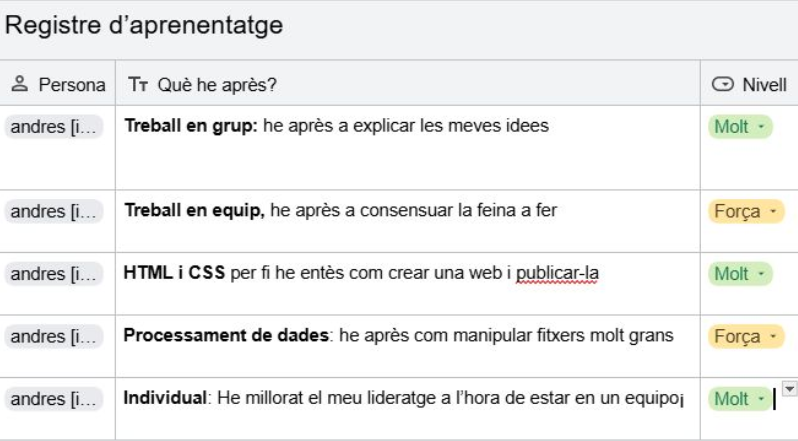 Registre d’aprenentatge
Persona Tт Què he après? Nivell
andres [i... Treball en grup: he après a explicar les meves idees Molt
andres [i... Treball en equip, he après a consensuar la feina a fer Força
andres [i... HTML i CSS per fi he entès com crear una web i publicar-la Molt
andres [i... Processament de dades: he après com manipular fitxers molt grans Força
andres [i... Individual: He millorat el meu lideratge a l’hora de estar en un equipo¡ Molt